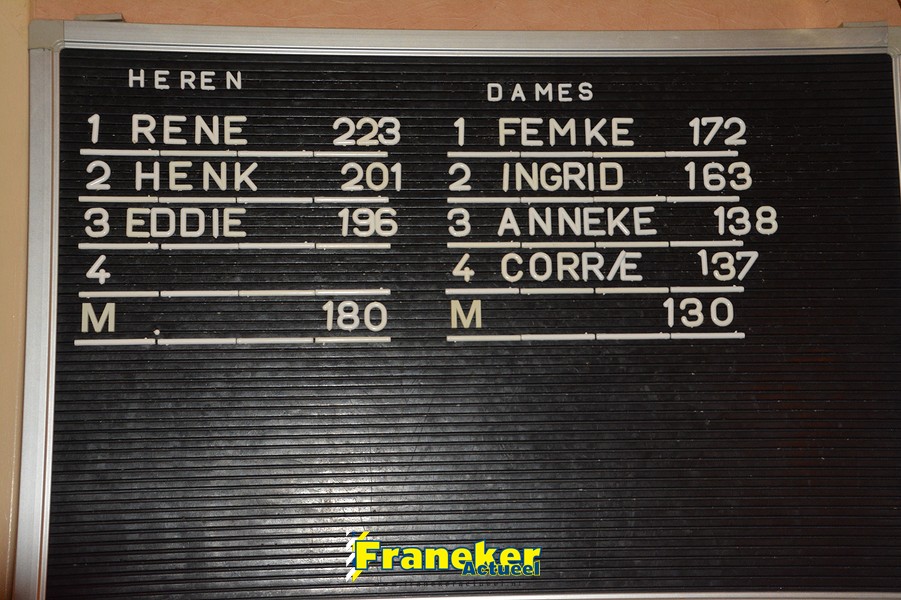 HEREN
1 RENE 223
2 HENK 201
3 EDDIE 196
4
M . 180
DAMES
1 FEMKE 172
2 INGRID 163
3 ANNEKE 138
4 CORRÆ 137
M 130
Franeker
Actueel